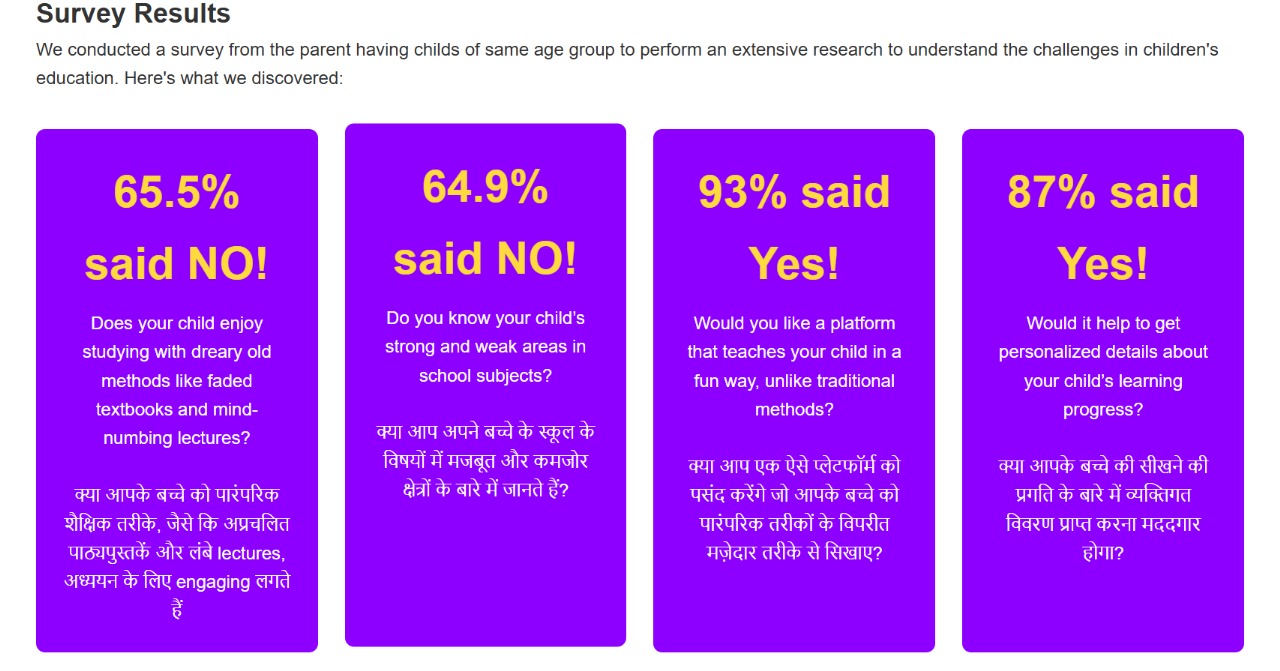 Survey Results
We conducted a survey from the parent having childs of same age group to perform an extensive research to understand the challenges in children's
education. Here's what we discovered:
65.5%
said NO!
Does your child enjoy
studying with dreary old
methods like faded
textbooks and mind-
numbing lectures?
क्या आपके बच्चे को पारंपरिक
शैक्षिक तरीके, जैसे कि अप्रचलित
पाठ्यपुस्तकें और लंबे lectures,
अध्ययन के लिए engaging लगते
हैं
64.9%
said NO!
Do you know your child’s
strong and weak areas in
school subjects?
क्या आप अपने बच्चे के स्कूल के
विषयों में मजबूत और कमजोर
क्षेत्रों के बारे में जानते हैं?
93% said
Yes!
Would you like a platform
that teaches your child in a
fun way, unlike traditional
methods?
क्या आप एक ऐसे प्लेटफॉर्म को
पसंद करेंगे जो आपके बच्चे को
पारंपरिक तरीकों के विपरीत
मज़ेदार तरीके से सिखाए?
87% said
Yes!
Would it help to get
personalized details about
your child’s learning
progress?
क्या आपके बच्चे की सीखने की
प्रगति के बारे में व्यक्तिगत
विवरण प्राप्त करना मददगार
होगा?